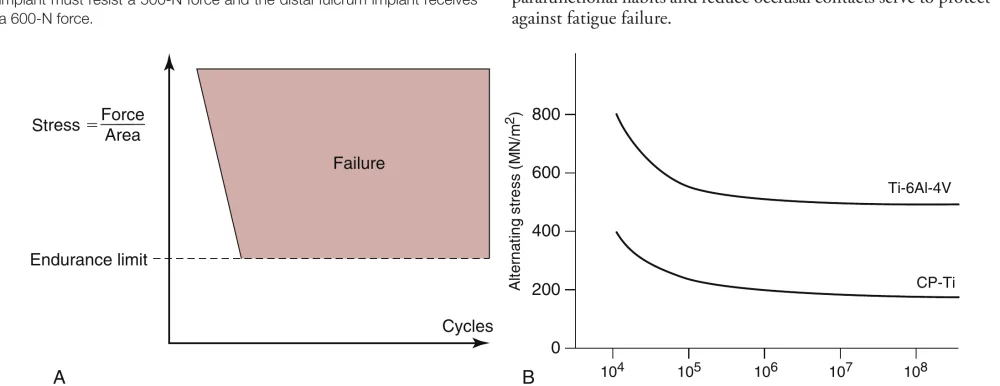 implant must resist a 500-N force and the distal fulcrum implant receives
a 600-N force.
parafunctional habits and reduce occlusal contacts serve to protect
against fatigue failure.
Stress = Force
Area
Failure
Endurance limit
Cycles
A
Alternating stress (MN/m²)
800
600
400
200
0
Ti-6Al-4V
CP-Ti
10⁴ 10⁵ 10⁶ 10⁷ 10⁸
B